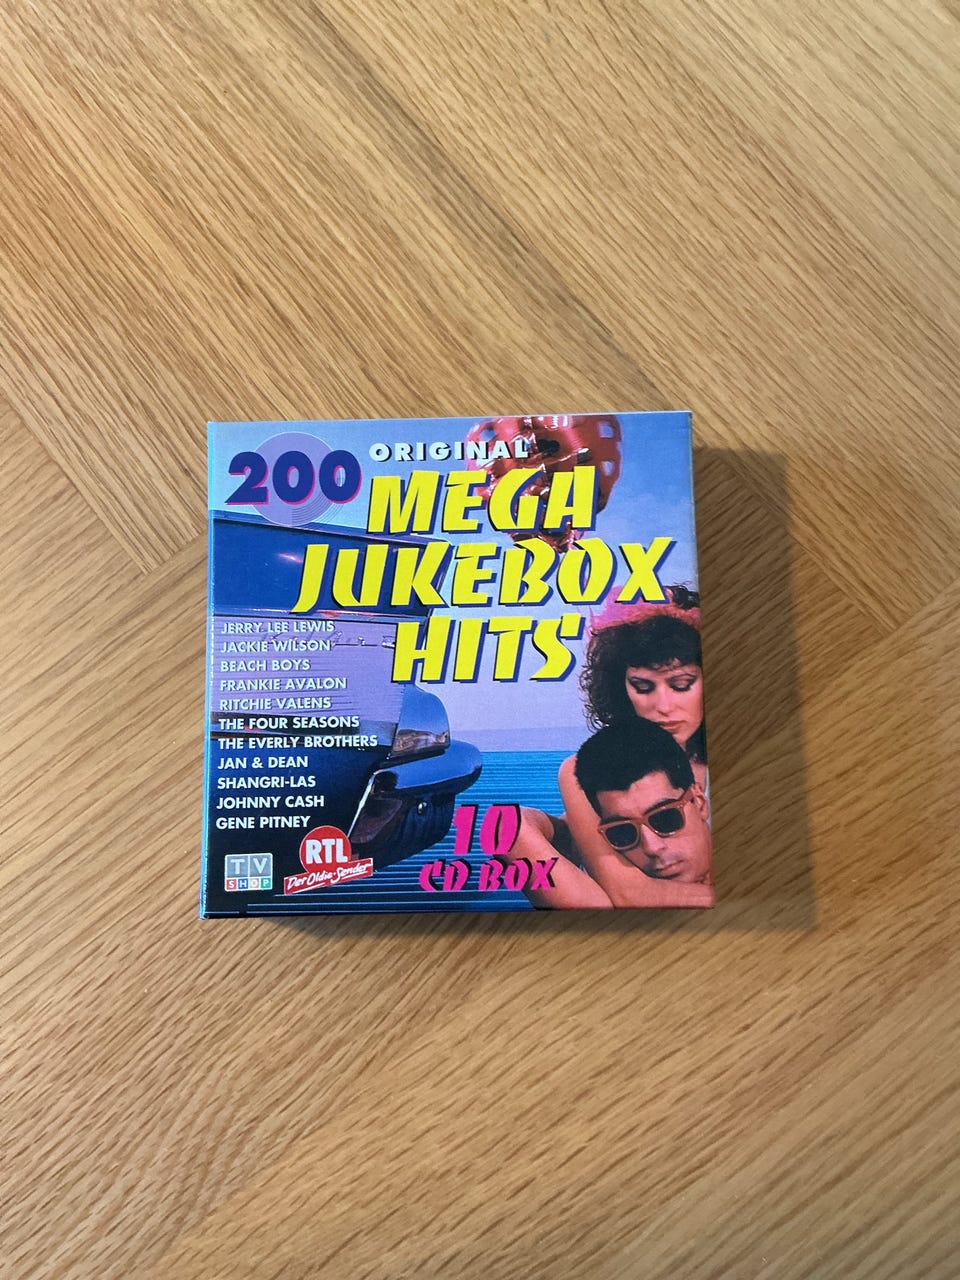 200
ORIGINAL
MEGA
JUKEBOX
HITS
JERRY LEE LEWIS
JACKIE WILSON
BEACH BOYS
FRANKIE AVALON
RITCHIE VALENS
THE FOUR SEASONS
THE EVERLY BROTHERS
JAN & DEAN
SHANGRI-LAS
JOHNNY CASH
GENE PITNEY
TV
SHOP
RTL
Der Oldie-Sender
10
CD BOX